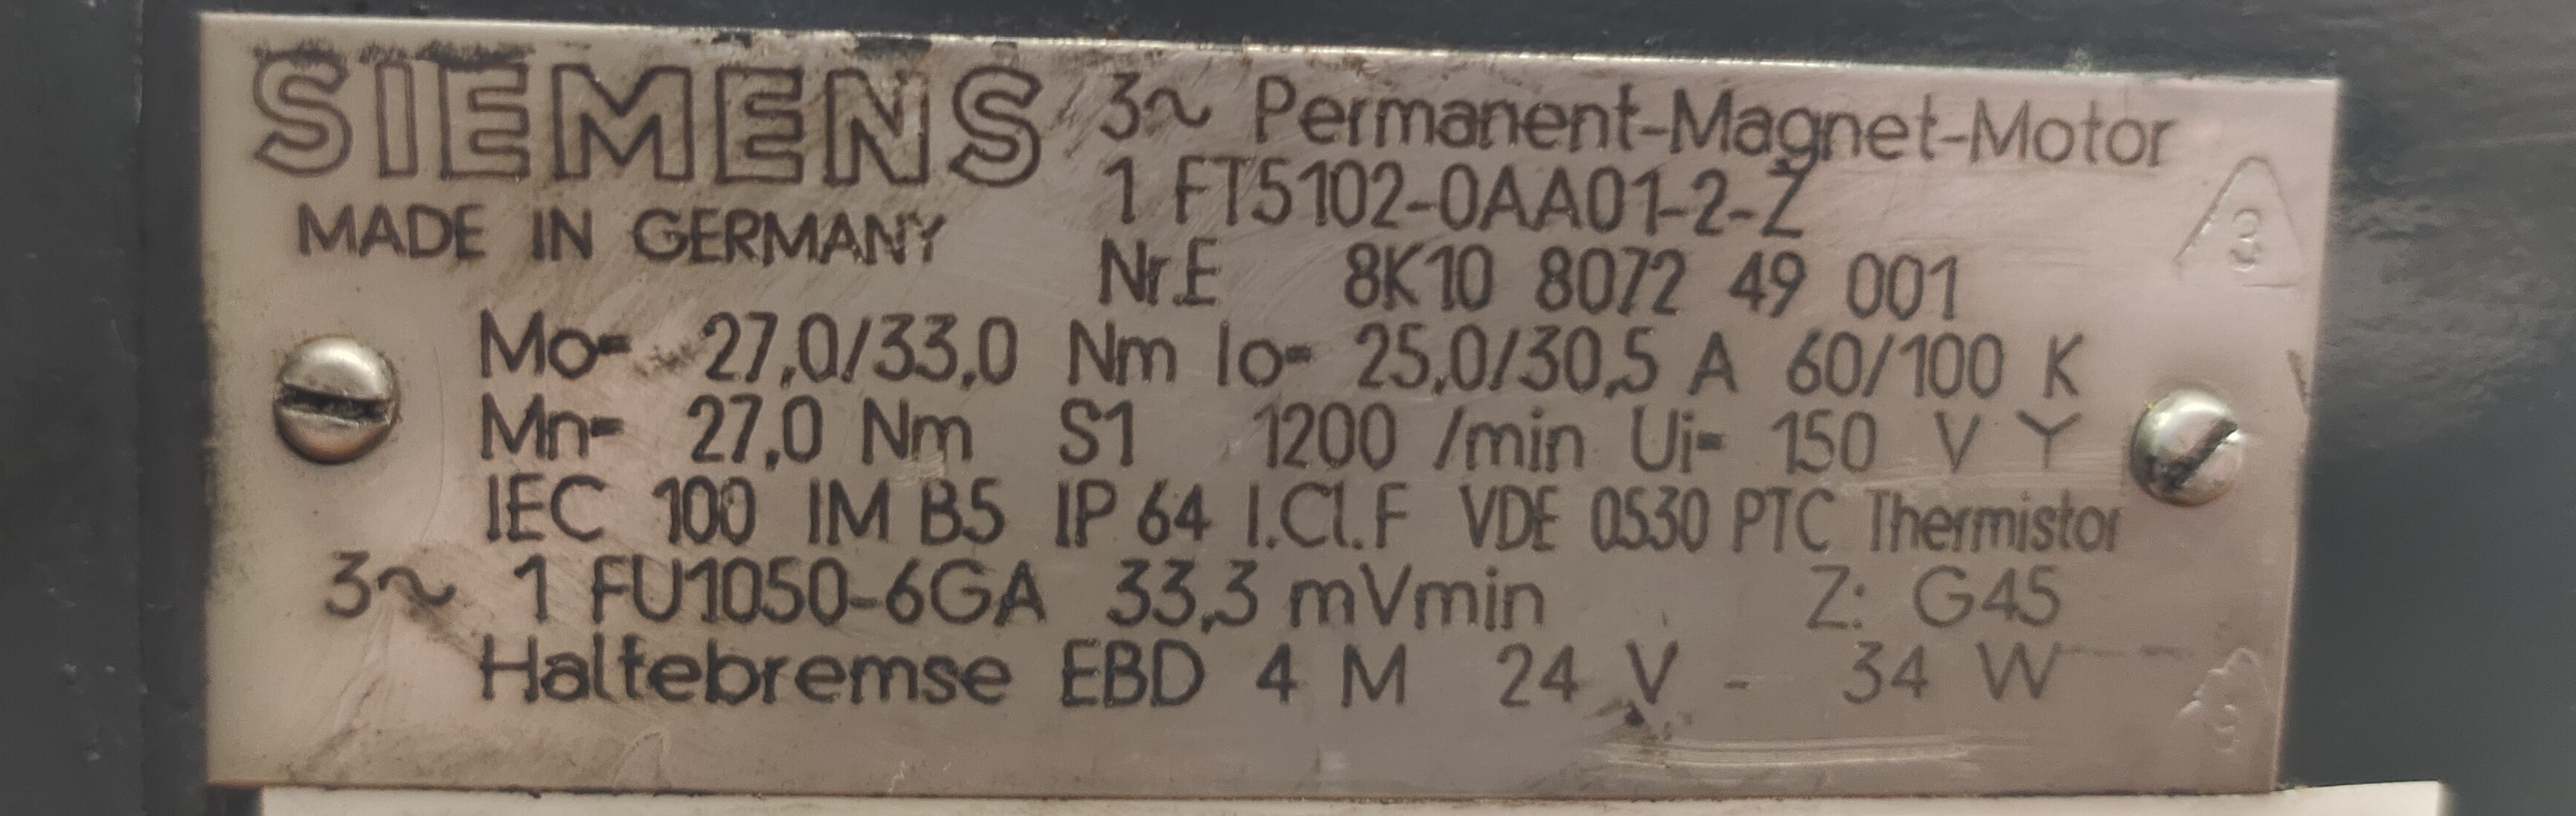 SIEMENS
MADE IN GERMANY
3~ Permanent-Magnet-Motor
1 FT5102-0AA01-2-Z
Nr.E 8K10 8072 49 001
3
Mo= 27,0/33,0 Nm Io= 25,0/30,5 A 60/100 K
Mn= 27,0 Nm S1 1200 /min Ui= 150 V Y
IEC 100 IM B5 IP 64 I.Cl.F VDE 0530 PTC Thermistor
3~ 1 FU1050-6GA 33,3 mVmin Z: G45
Haltebremse EBD 4 M 24 V - 34 W